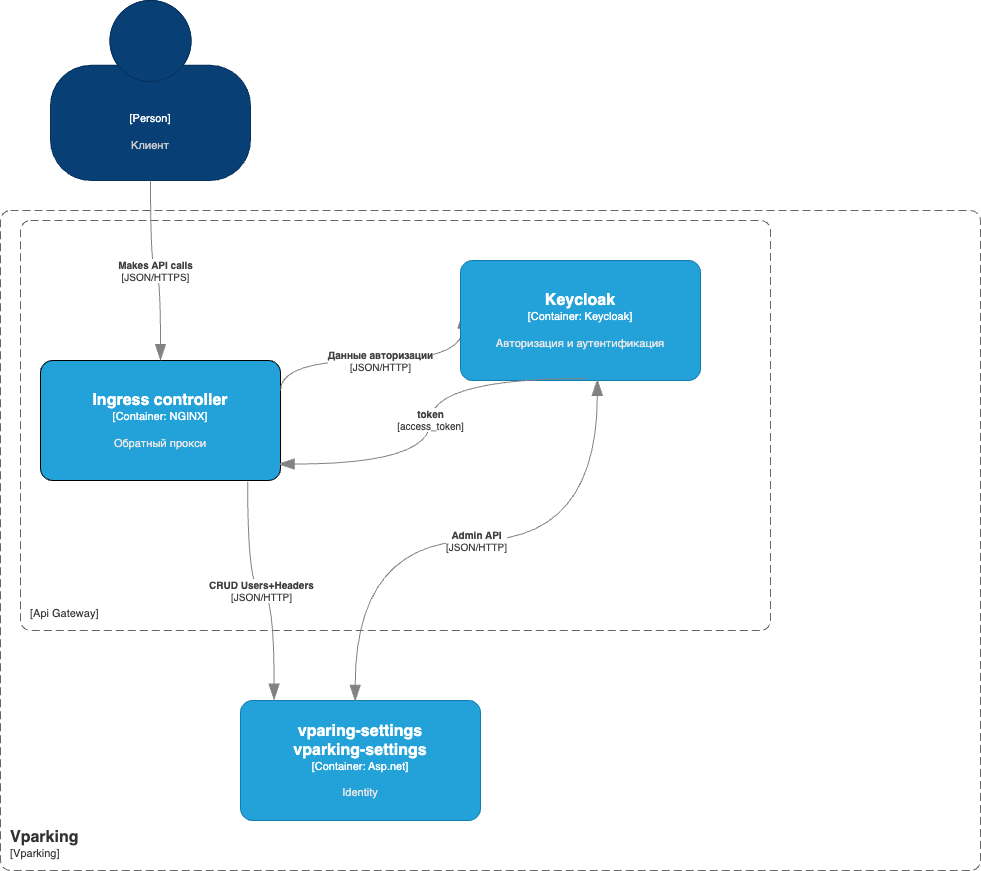 [Person]
Клиент
Makes API calls
[JSON/HTTPS]
Keycloak
[Container: Keycloak]
Авторизация и аутентификация
Данные авторизации
[JSON/HTTP]
Ingress controller
[Container: NGINX]
Обратный прокси
token
[access_token]
Admin API
[JSON/HTTP]
CRUD Users+Headers
[JSON/HTTP]
[Api Gateway]
vparing-settings
vparking-settings
[Container: Asp.net]
Identity
Vparking
[Vparking]